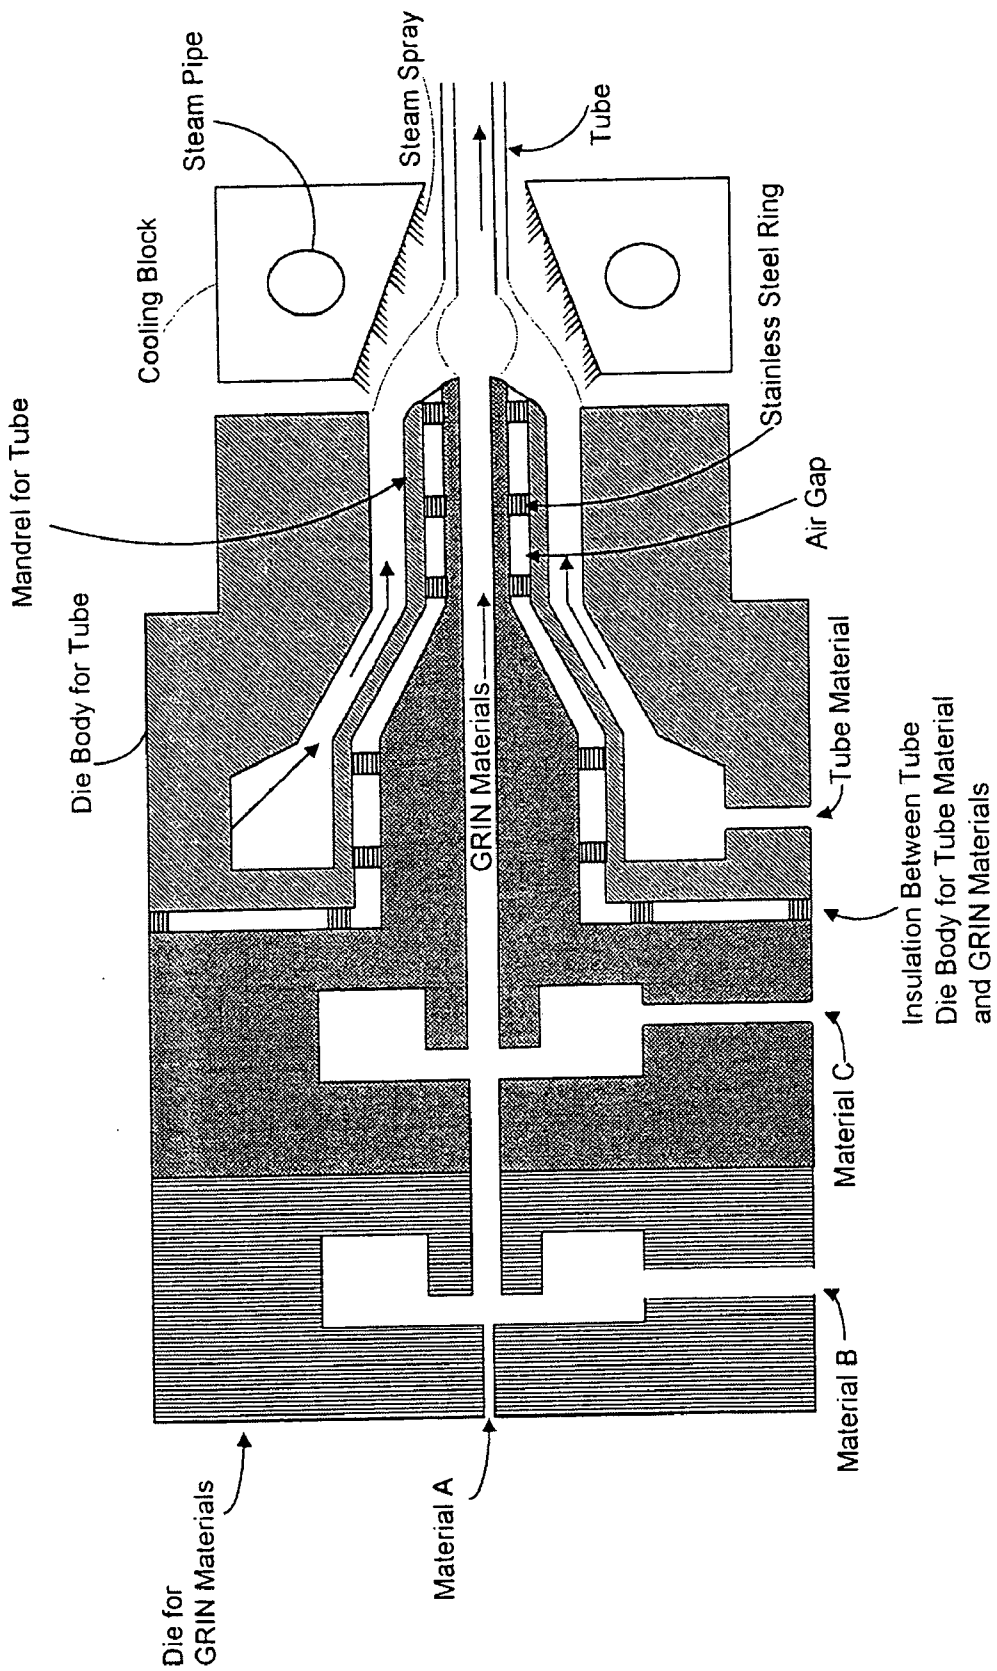 Steam Pipe
Cooling Block
Steam Spray
Tube
Mandrel for Tube
Die Body for Tube
Stainless Steel Ring
Air Gap
GRIN Materials
Tube Material
Insulation Between Tube
Die Body for Tube Material
and GRIN Materials
Material C
Material B
Material A
Die for
GRIN Materials